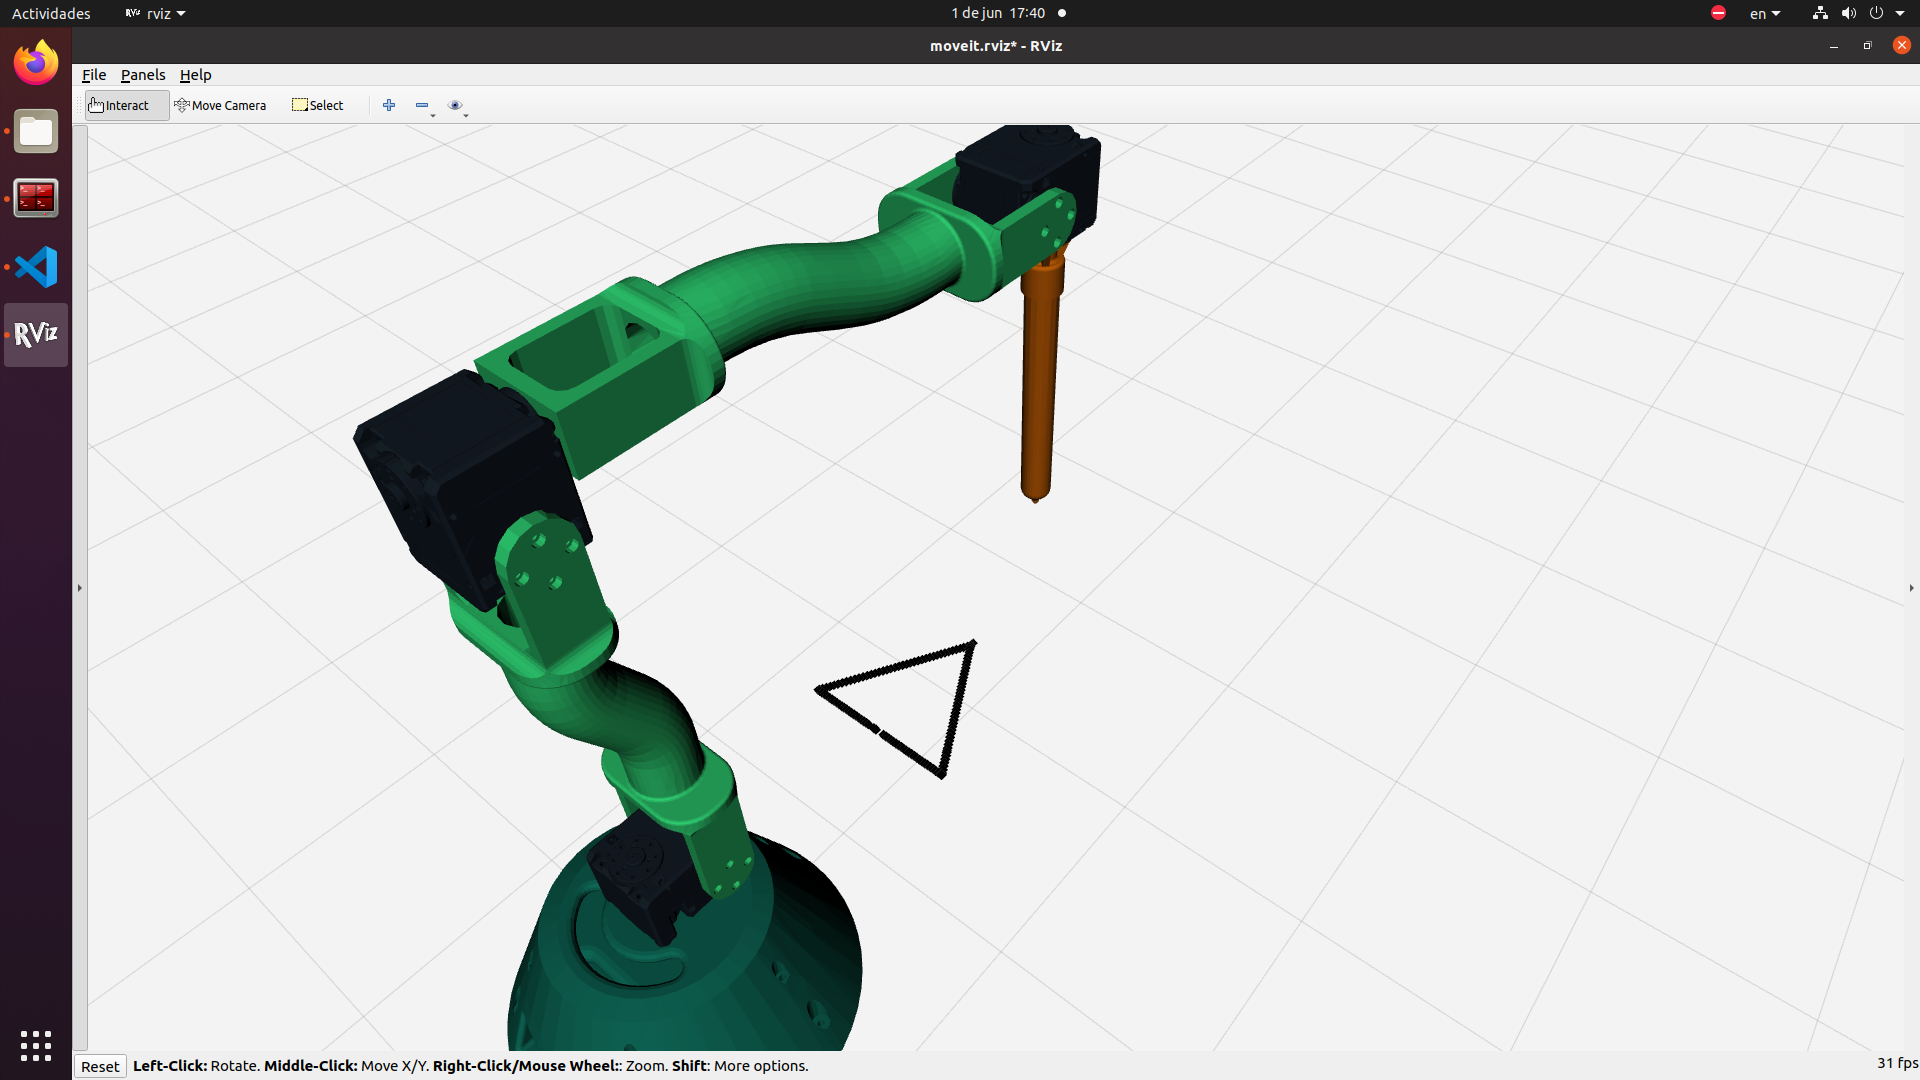 Actividades
RViz rviz
1 de jun 17:40
en
moveit.rviz* - RViz
File Panels Help
Interact Move Camera Select
RViz
Reset Left-Click: Rotate. Middle-Click: Move X/Y. Right-Click/Mouse Wheel:: Zoom. Shift: More options.
31 fps